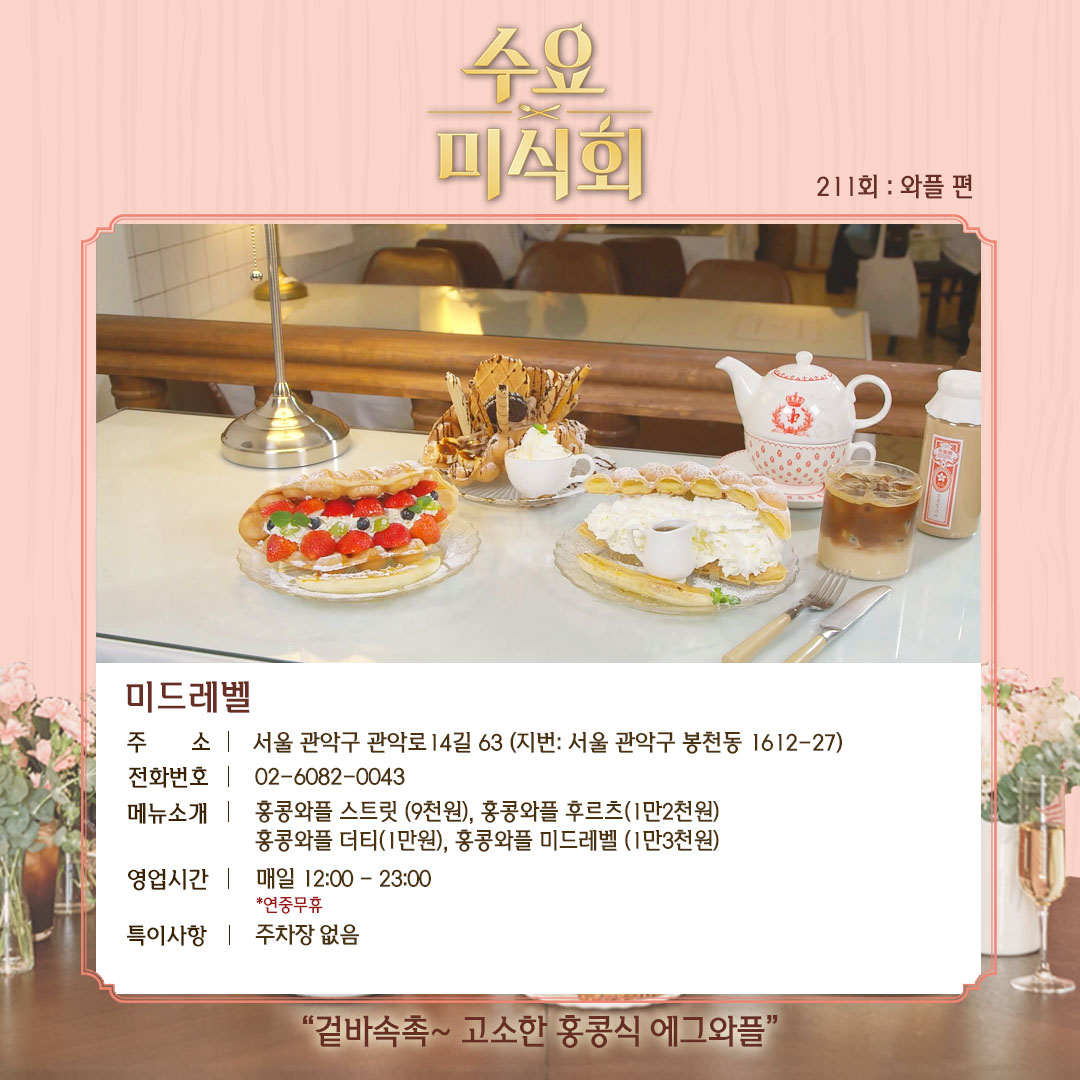 수요
미식회
211회 : 와플 편
미드레벨
주 소 | 서울 관악구 관악로14길 63 (지번: 서울 관악구 봉천동 1612-27)
전화번호 | 02-6082-0043
메뉴소개 | 홍콩와플 스트릿 (9천원), 홍콩와플 후르츠(1만2천원)
홍콩와플 더티(1만원), 홍콩와플 미드레벨 (1만3천원)
영업시간 | 매일 12:00 - 23:00
*연중무휴
특이사항 | 주차장 없음
“겉바속촉~ 고소한 홍콩식 에그와플”